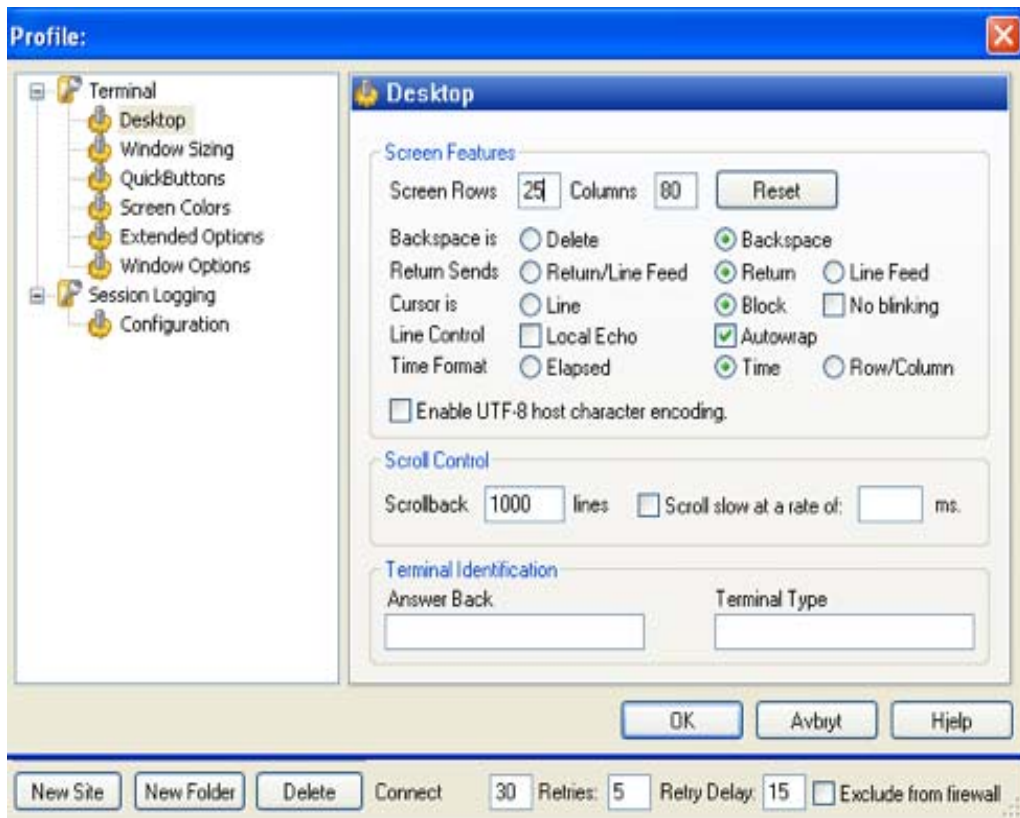 Profile:
Terminal
Desktop
Window Sizing
QuickButtons
Screen Colors
Extended Options
Window Options
Session Logging
Configuration
Desktop
Screen Features
Screen Rows 25 Columns 80 Reset
Backspace is Delete Backspace
Return Sends Return/Line Feed Return Line Feed
Cursor is Line Block No blinking
Line Control Local Echo Autowrap
Time Format Elapsed Time Row/Column
Enable UTF-8 host character encoding.
Scroll Control
Scrollback 1000 lines Scroll slow at a rate of: ms.
Terminal Identification
Answer Back Terminal Type
OK Avbryt Hjelp
New Site New Folder Delete Connect 30 Retries: 5 Retry Delay: 15 Exclude from firewall